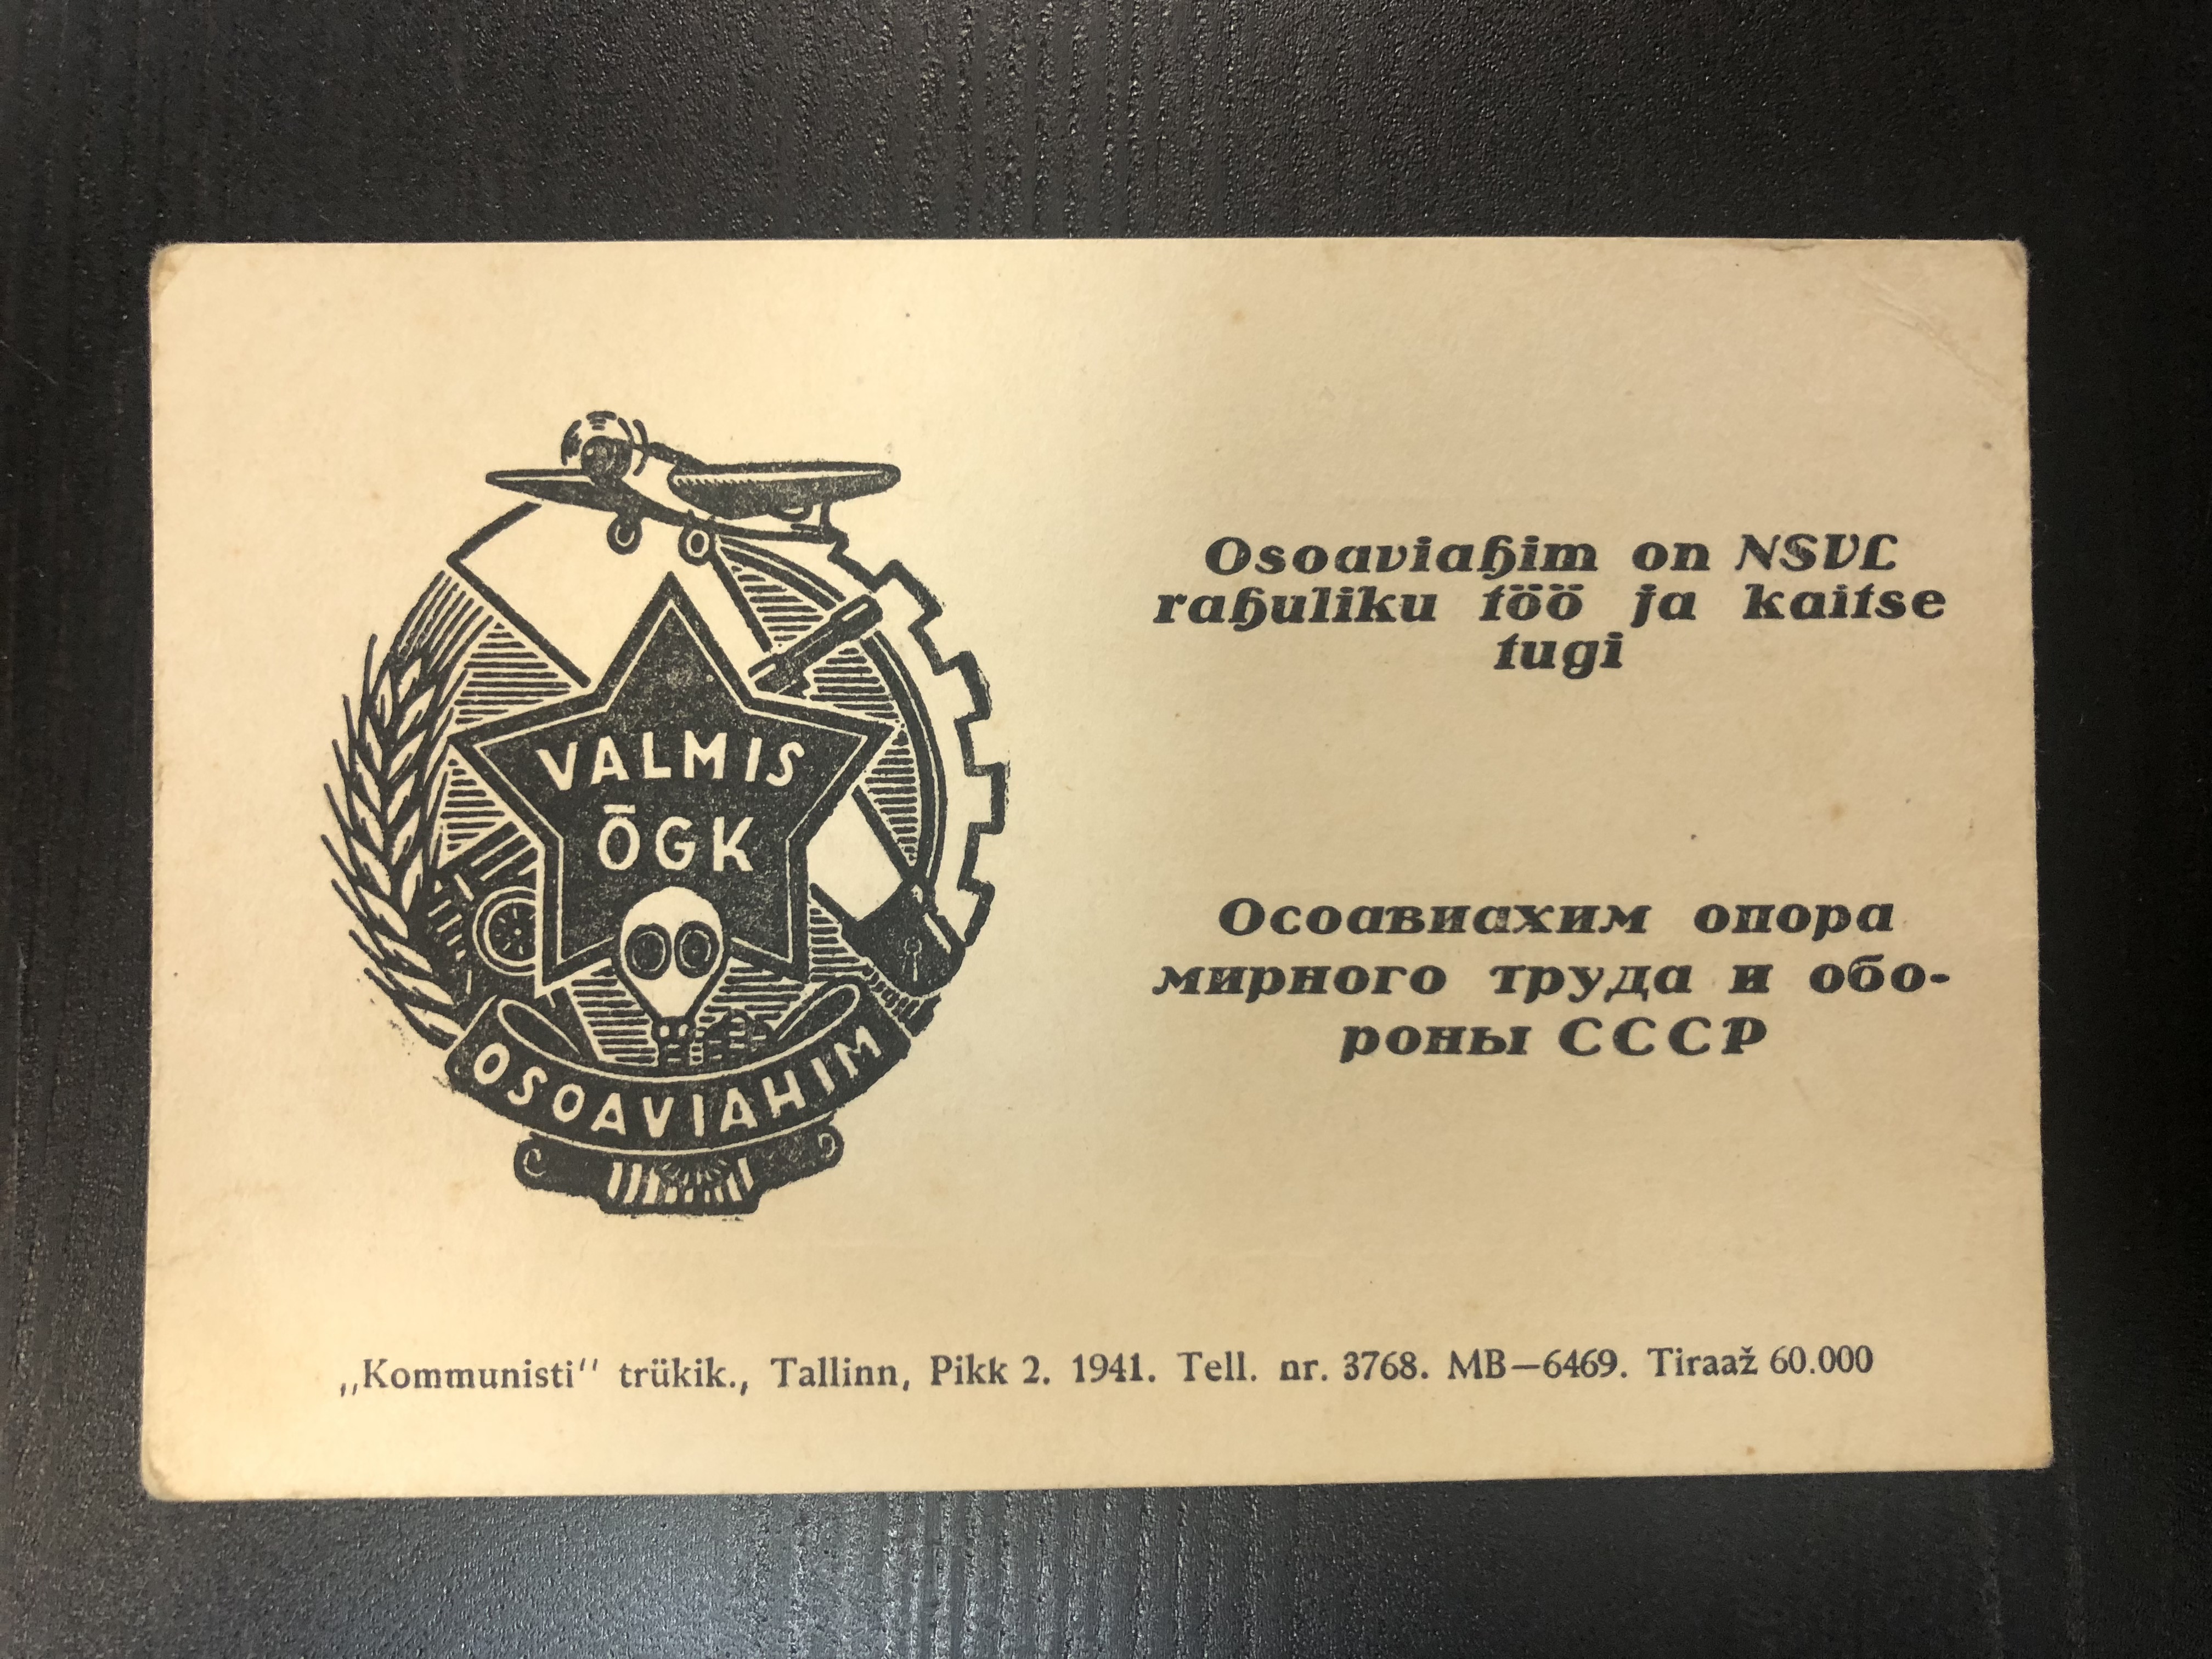 VALMIS
ÕGK
OSOAVIAHIM
Osoaviahim on NSVL
rahuliku töö ja kaitse
tugi
Осоавиахим опора
мирного труда и обо-
роны СССР
„Kommunisti“ trükik., Tallinn, Pikk 2. 1941. Tell. nr. 3768. MB—6469. Tiraaž 60.000